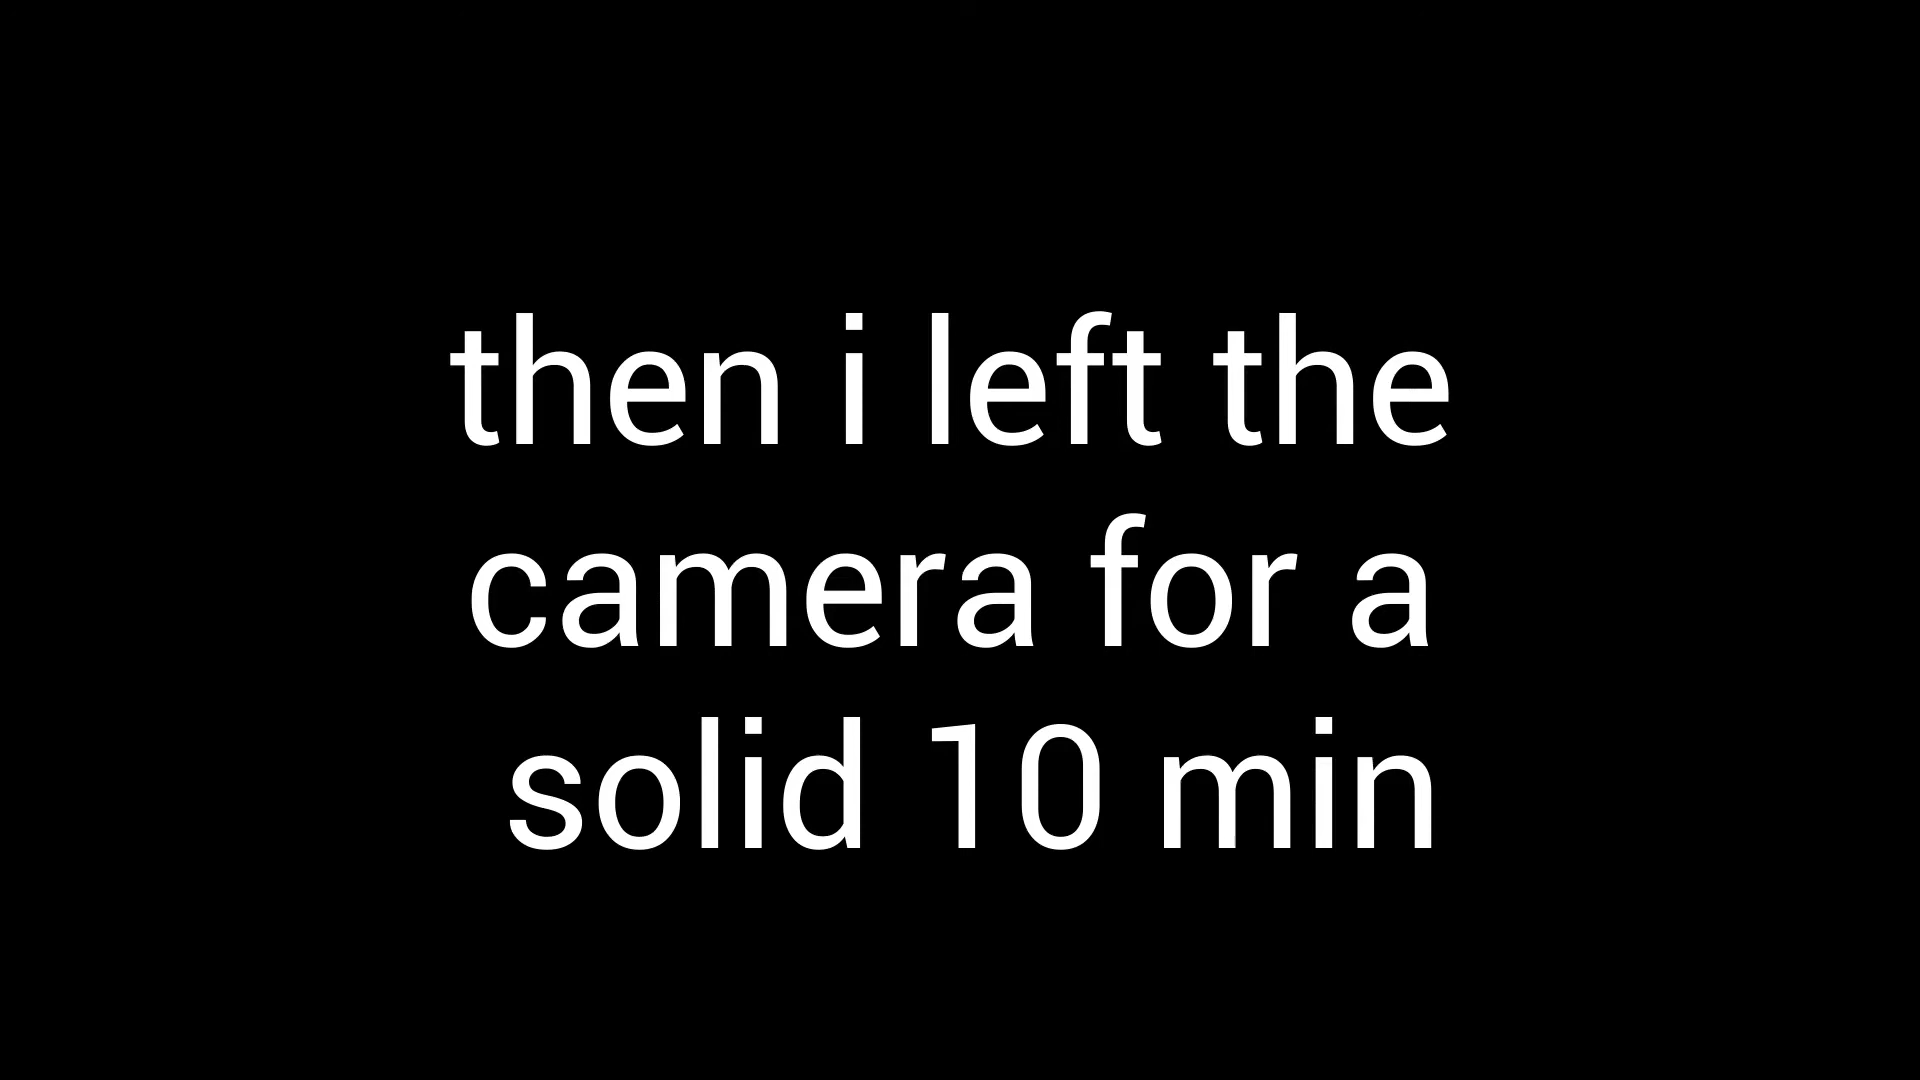 then i left the
camera for a
solid 10 min